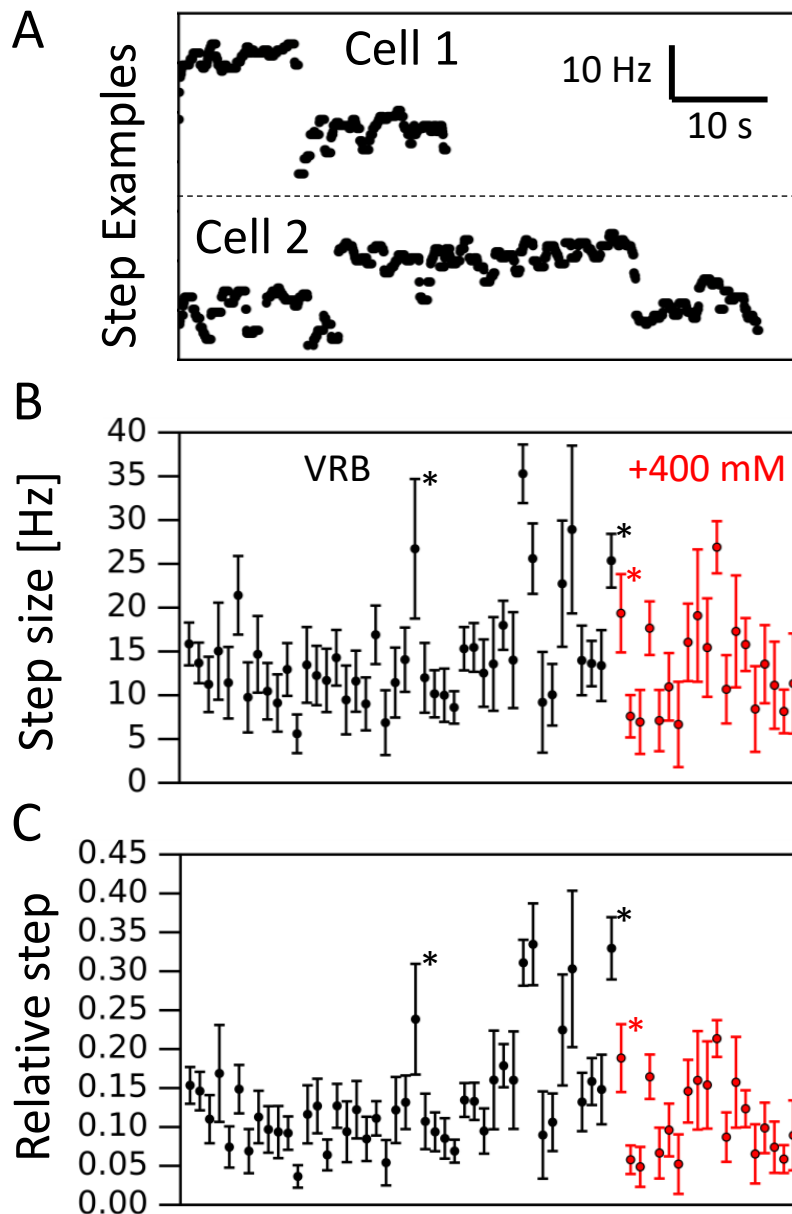 A
Step Examples
Cell 1
10 Hz
10 s
Cell 2
B
Step size [Hz]
40
35
30
25
20
15
10
5
0
VRB
*
*
+400 mM
*
C
Relative step
0.45
0.40
0.35
0.30
0.25
0.20
0.15
0.10
0.05
0.00
*
*
*